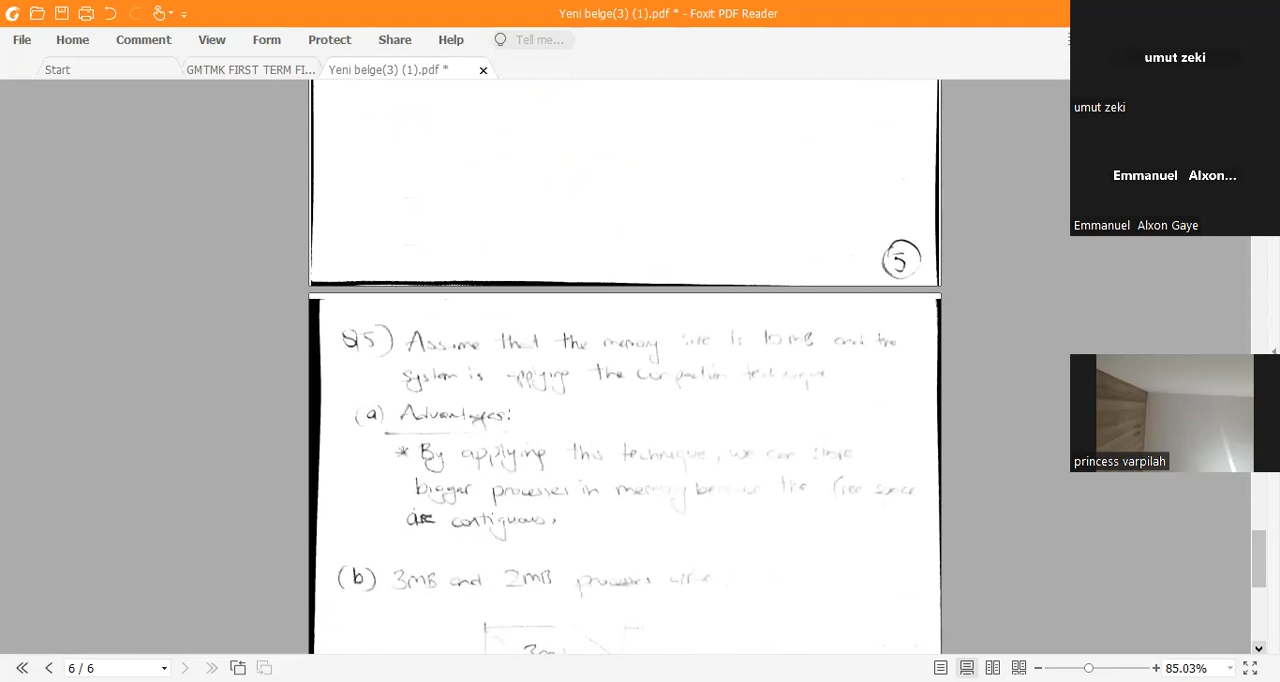 Yeni belge(3) (1).pdf * - Foxit PDF Reader
File Home Comment View Form Protect Share Help Tell me...
Start GMTMK FIRST TERM FI... Yeni belge(3) (1).pdf *
umut zeki
umut zeki
Emmanuel Alxon...
Emmanuel Alxon Gaye
5
Q5) Assume that the memory size is 10MB and the
system is applying the compaction technique
(a) Advantages:
* By applying this technique, we can store
bigger processes in memory because the free space
are contiguous.
princess varpilah
(b) 3MB and 2MB processes
6 / 6
85.03%